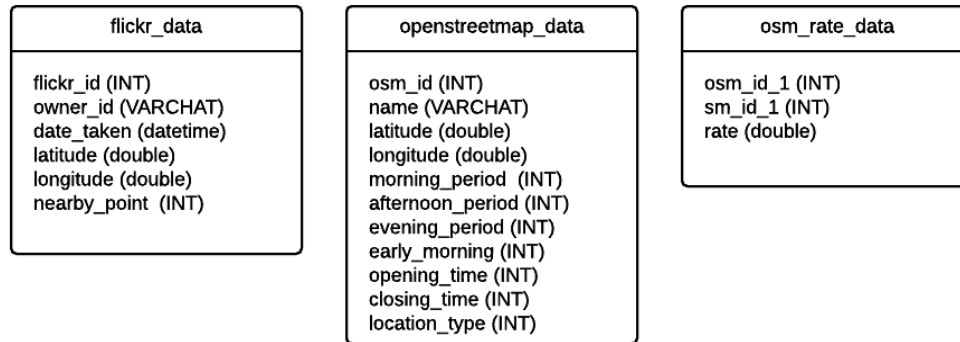 flickr_data
flickr_id (INT)
owner_id (VARCHAT)
date_taken (datetime)
latitude (double)
longitude (double)
nearby_point  (INT)
openstreetmap_data
osm_id (INT)
name (VARCHAT)
latitude (double)
longitude (double)
morning_period  (INT)
afternoon_period (INT)
evening_period (INT)
early_morning (INT)
opening_time (INT)
closing_time (INT)
location_type (INT)
osm_rate_data
osm_id_1 (INT)
sm_id_1 (INT)
rate (double)